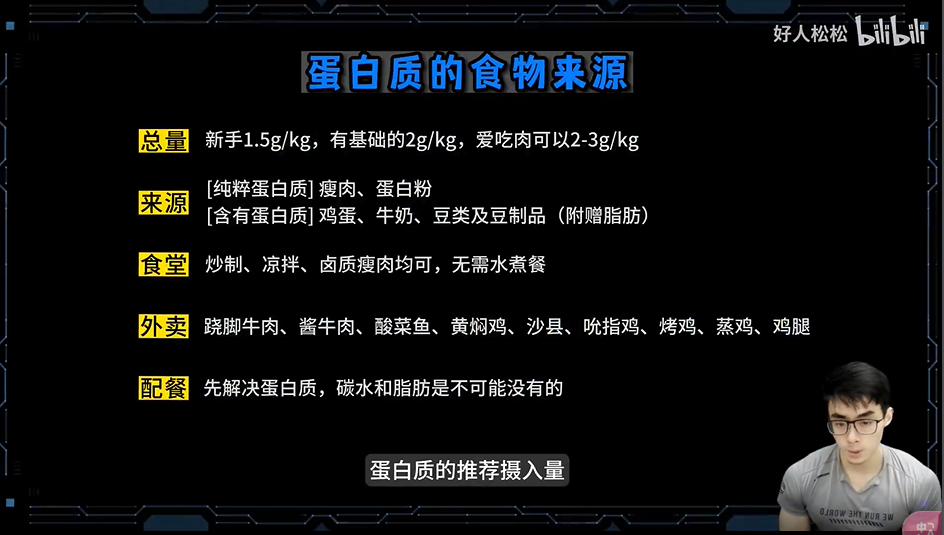 好人松松 bilibili
蛋白质的食物来源
总量 新手1.5g/kg，有基础的2g/kg，爱吃肉可以2-3g/kg
来源 [纯粹蛋白质] 瘦肉、蛋白粉
[含有蛋白质] 鸡蛋、牛奶、豆类及豆制品（附赠脂肪）
食堂 炒制、凉拌、卤质瘦肉均可，无需水煮餐
外卖 跷脚牛肉、酱牛肉、酸菜鱼、黄焖鸡、沙县、吮指鸡、烤鸡、蒸鸡、鸡腿
配餐 先解决蛋白质，碳水和脂肪是不可能没有的
WE RUN THE WORLD
蛋白质的推荐摄入量
中